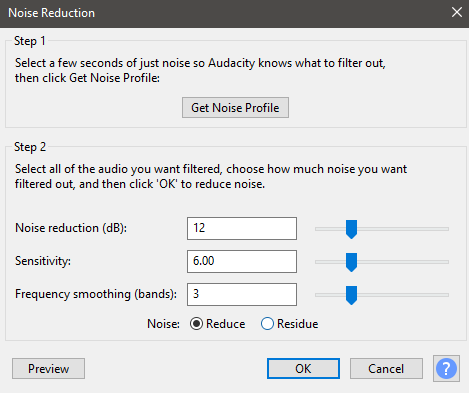 Noise Reduction
Step 1
Select a few seconds of just noise so Audacity knows what to filter out,
then click Get Noise Profile:
Get Noise Profile
Step 2
Select all of the audio you want filtered, choose how much noise you want
filtered out, and then click 'OK' to reduce noise.
Noise reduction (dB): 12
Sensitivity: 6.00
Frequency smoothing (bands): 3
Noise: Reduce Residue
Preview OK Cancel ?